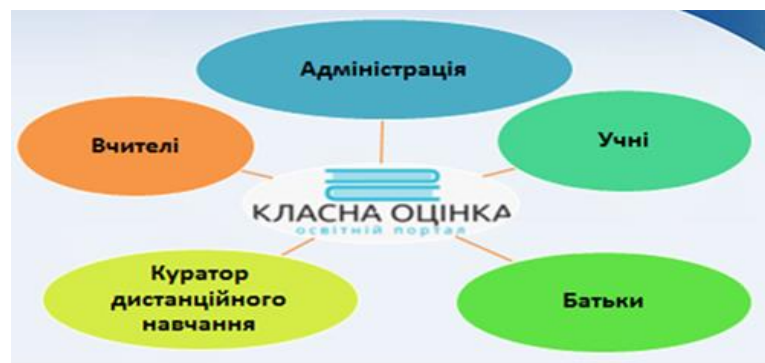 Адміністрація
Вчителі
Учні
КЛАСНА ОЦІНКА
освітній портал
Куратор
дистанційного
навчання
Батьки